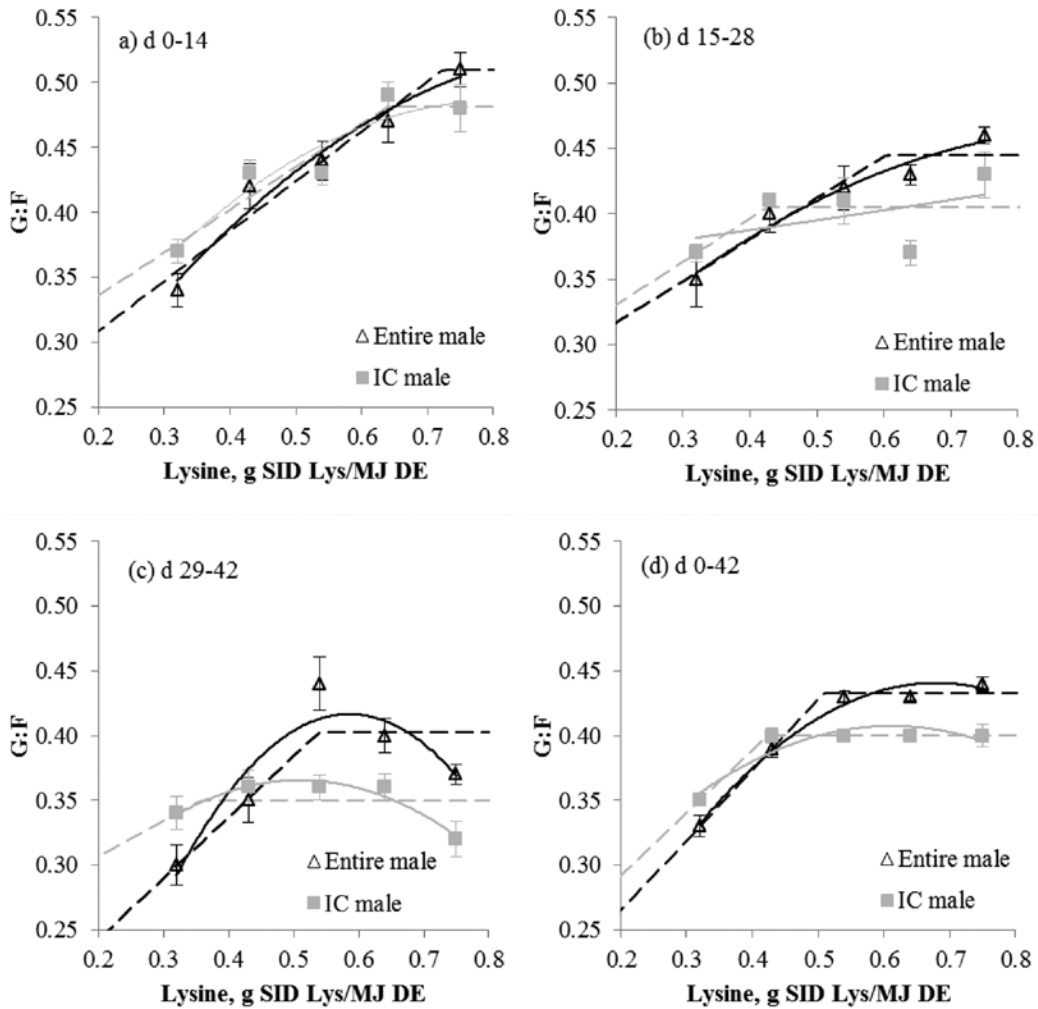 a) d 0-14
G:F
0.55
0.50
0.45
0.40
0.35
0.30
0.25
Entire male
IC male
0.2 0.3 0.4 0.5 0.6 0.7 0.8
Lysine, g SID Lys/MJ DE
(b) d 15-28
G:F
0.55
0.50
0.45
0.40
0.35
0.30
0.25
Entire male
IC male
0.2 0.3 0.4 0.5 0.6 0.7 0.8
Lysine, g SID Lys/MJ DE
(c) d 29-42
G:F
0.55
0.50
0.45
0.40
0.35
0.30
0.25
Entire male
IC male
0.2 0.3 0.4 0.5 0.6 0.7 0.8
Lysine, g SID Lys/MJ DE
(d) d 0-42
G:F
0.55
0.50
0.45
0.40
0.35
0.30
0.25
Entire male
IC male
0.2 0.3 0.4 0.5 0.6 0.7 0.8
Lysine, g SID Lys/MJ DE